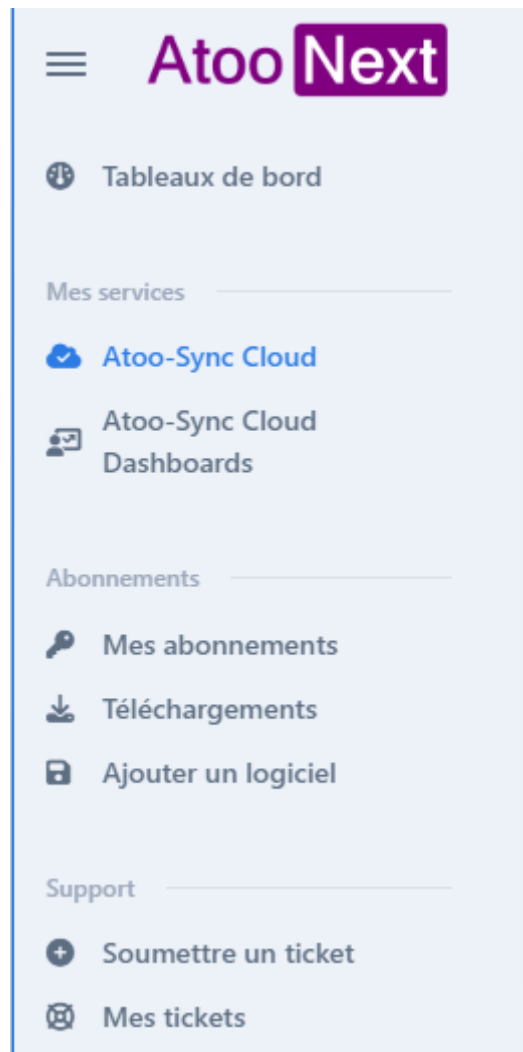 Atoo Next
Tableaux de bord
Mes services
Atoo-Sync Cloud
Atoo-Sync Cloud
Dashboards
Abonnements
Mes abonnements
Téléchargements
Ajouter un logiciel
Support
Soumettre un ticket
Mes tickets